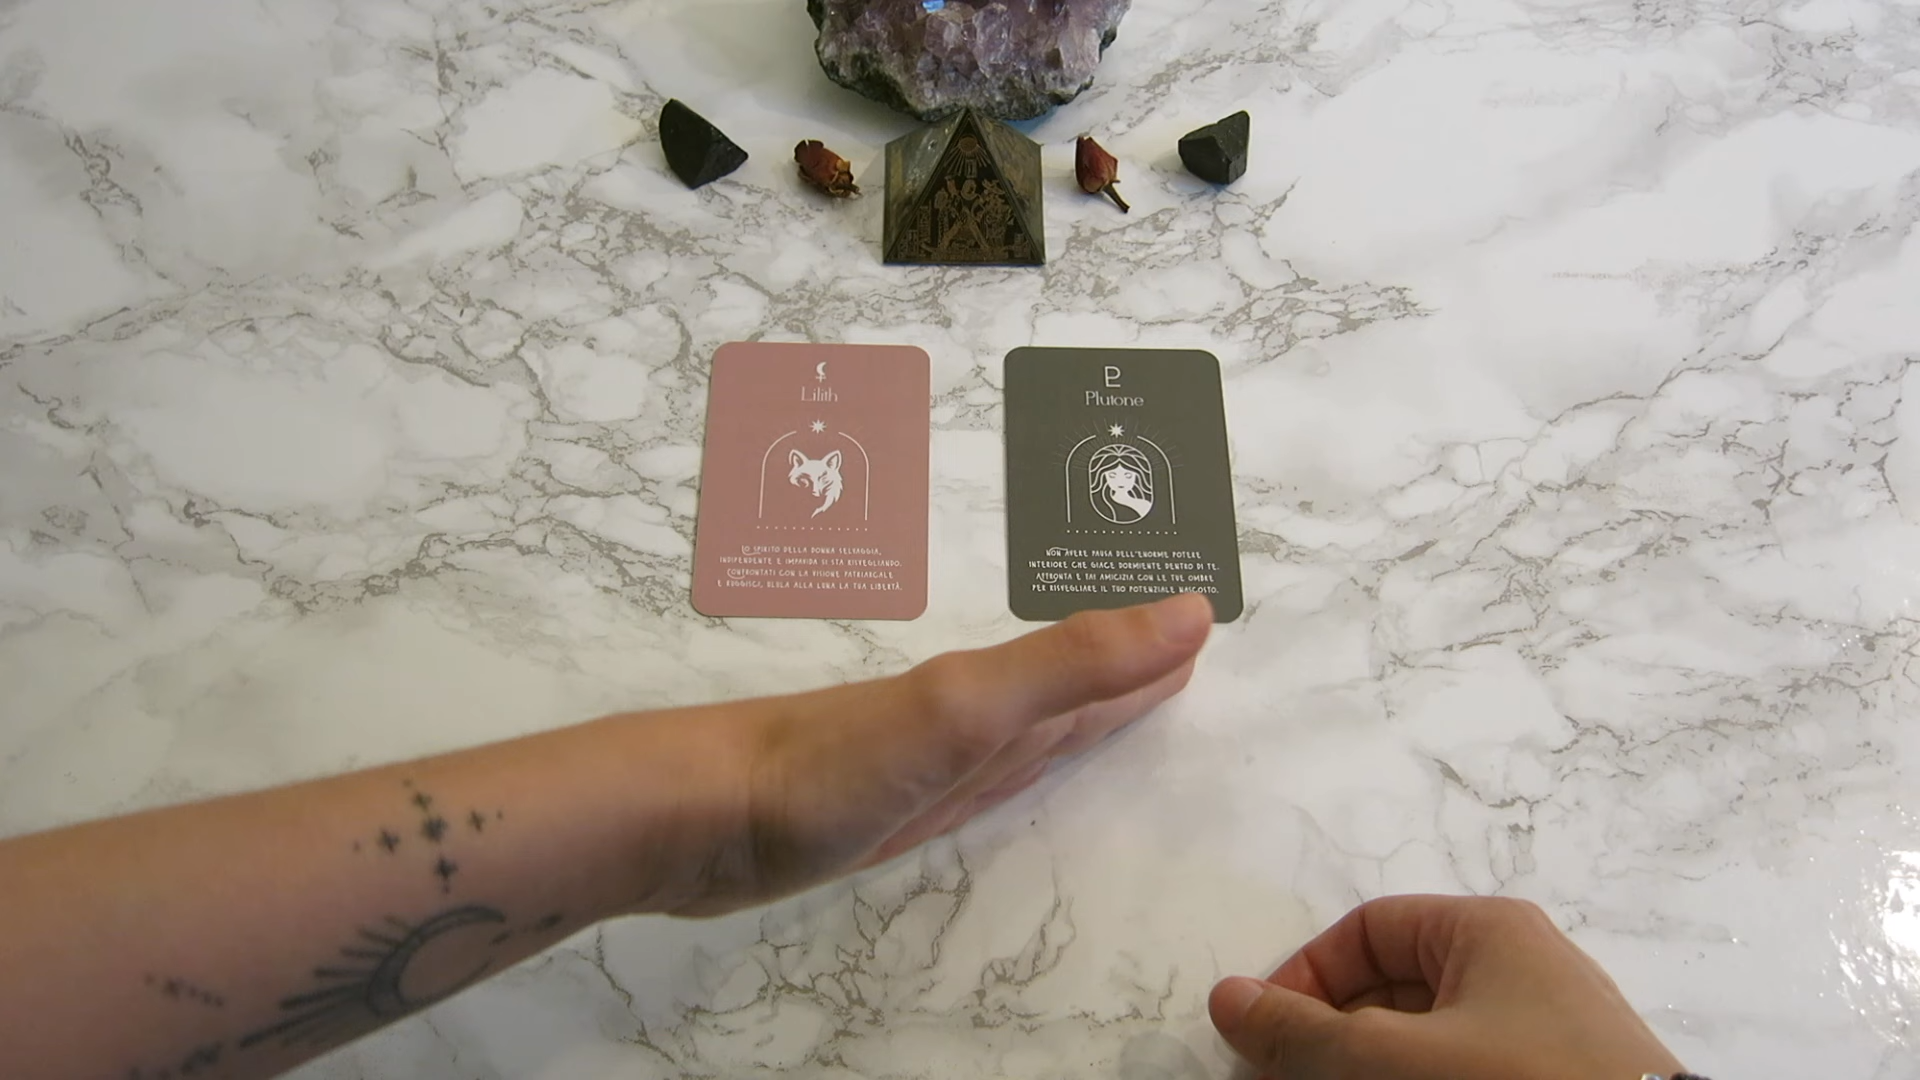 Lilith
LO SPIRITO DELLA DONNA SELVAGGIA,
INDIPENDENTE E IMPAVIDA SI STA RISVEGLIANDO.
CONFRONTATI CON LA VISIONE PATRIARCALE
E RUGGISCI, ULULA ALLA LUNA LA TUA LIBERTÀ.
Plutone
NON AVERE PAURA DELL'ENORME POTERE
INTERIORE CHE GIACE DORMIENTE DENTRO DI TE.
AFFRONTA E FAI AMICIZIA CON LE TUE OMBRE
PER RISVEGLIARE IL TUO POTENZIALE NASCOSTO.